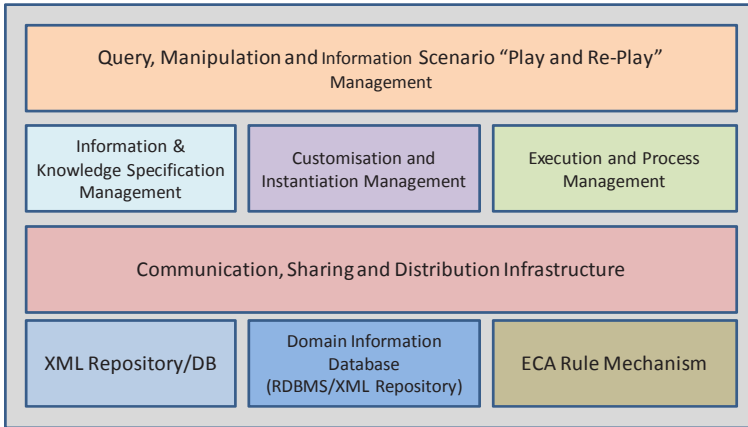 Query, Manipulation and Information Scenario “Play and Re-Play”
Management
Information &
Knowledge Specification
Management
Customisation and
Instantiation Management
Execution and Process
Management
Communication, Sharing and Distribution Infrastructure
XML Repository/DB
Domain Information
Database
(RDBMS/XML Repository)
ECA Rule Mechanism